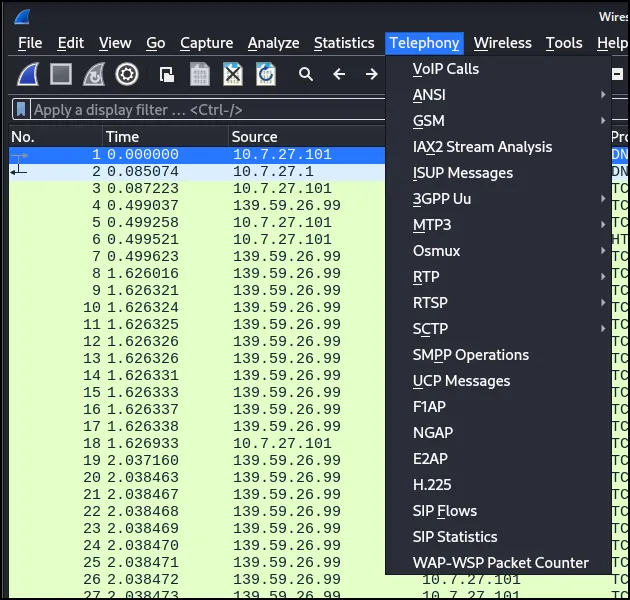 Wires
File Edit View Go Capture Analyze Statistics Telephony Wireless Tools Help
Apply a display filter ... <Ctrl-/>
VoIP Calls
ANSI
GSM
IAX2 Stream Analysis
ISUP Messages
3GPP Uu
MTP3
Osmux
RTP
RTSP
SCTP
SMPP Operations
UCP Messages
F1AP
NGAP
E2AP
H.225
SIP Flows
SIP Statistics
WAP-WSP Packet Counter
No. Time Source Pro
1 0.000000 10.7.27.101 DN
2 0.085074 10.7.27.1 DN
3 0.087223 10.7.27.101 TC
4 0.499037 139.59.26.99 TC
5 0.499258 10.7.27.101 TC
6 0.499521 10.7.27.101 HT
7 0.499623 139.59.26.99 TC
8 1.626016 139.59.26.99 TC
9 1.626321 139.59.26.99 TC
10 1.626324 139.59.26.99 TC
11 1.626325 139.59.26.99 TC
12 1.626326 139.59.26.99 TC
13 1.626326 139.59.26.99 TC
14 1.626331 139.59.26.99 TC
15 1.626333 139.59.26.99 TC
16 1.626337 139.59.26.99 TC
17 1.626338 139.59.26.99 TC
18 1.626933 10.7.27.101 TC
19 2.037160 139.59.26.99 TC
20 2.038463 139.59.26.99 TC
21 2.038467 139.59.26.99 TC
22 2.038468 139.59.26.99 TC
23 2.038469 139.59.26.99 TC
24 2.038470 139.59.26.99 TC
25 2.038471 139.59.26.99 TC
26 2.038472 139.59.26.99 10.7.27.101 TC
27 2.038473 139.59.26.99 10.7.27.101 TC